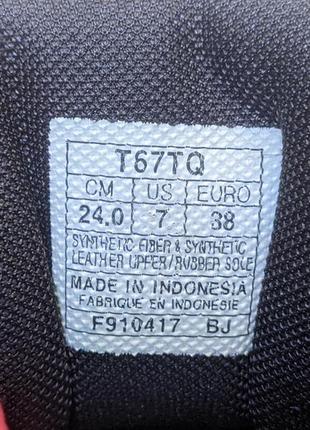 T67TQ
CM US EURO
24.0 7 38
SYNTHETIC FIBER & SYNTHETIC
LEATHER UPPER/RUBBER SOLE
MADE IN INDONESIA
FABRIQUE EN INDONESIE
F910417 BJ